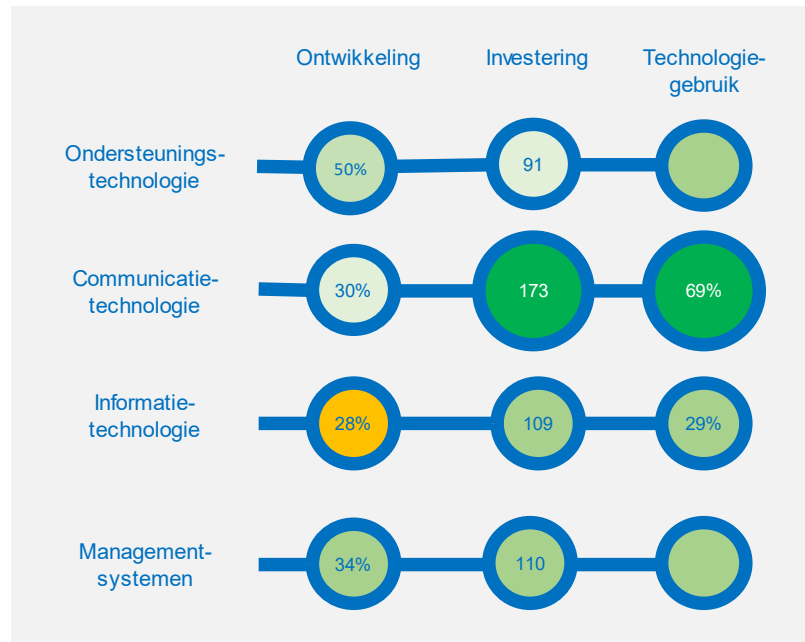 Ontwikkeling
Investering
Technologie-
gebruik
Ondersteunings-
technologie
50%
91
Communicatie-
technologie
30%
173
69%
Informatie-
technologie
28%
109
29%
Management-
systemen
34%
110